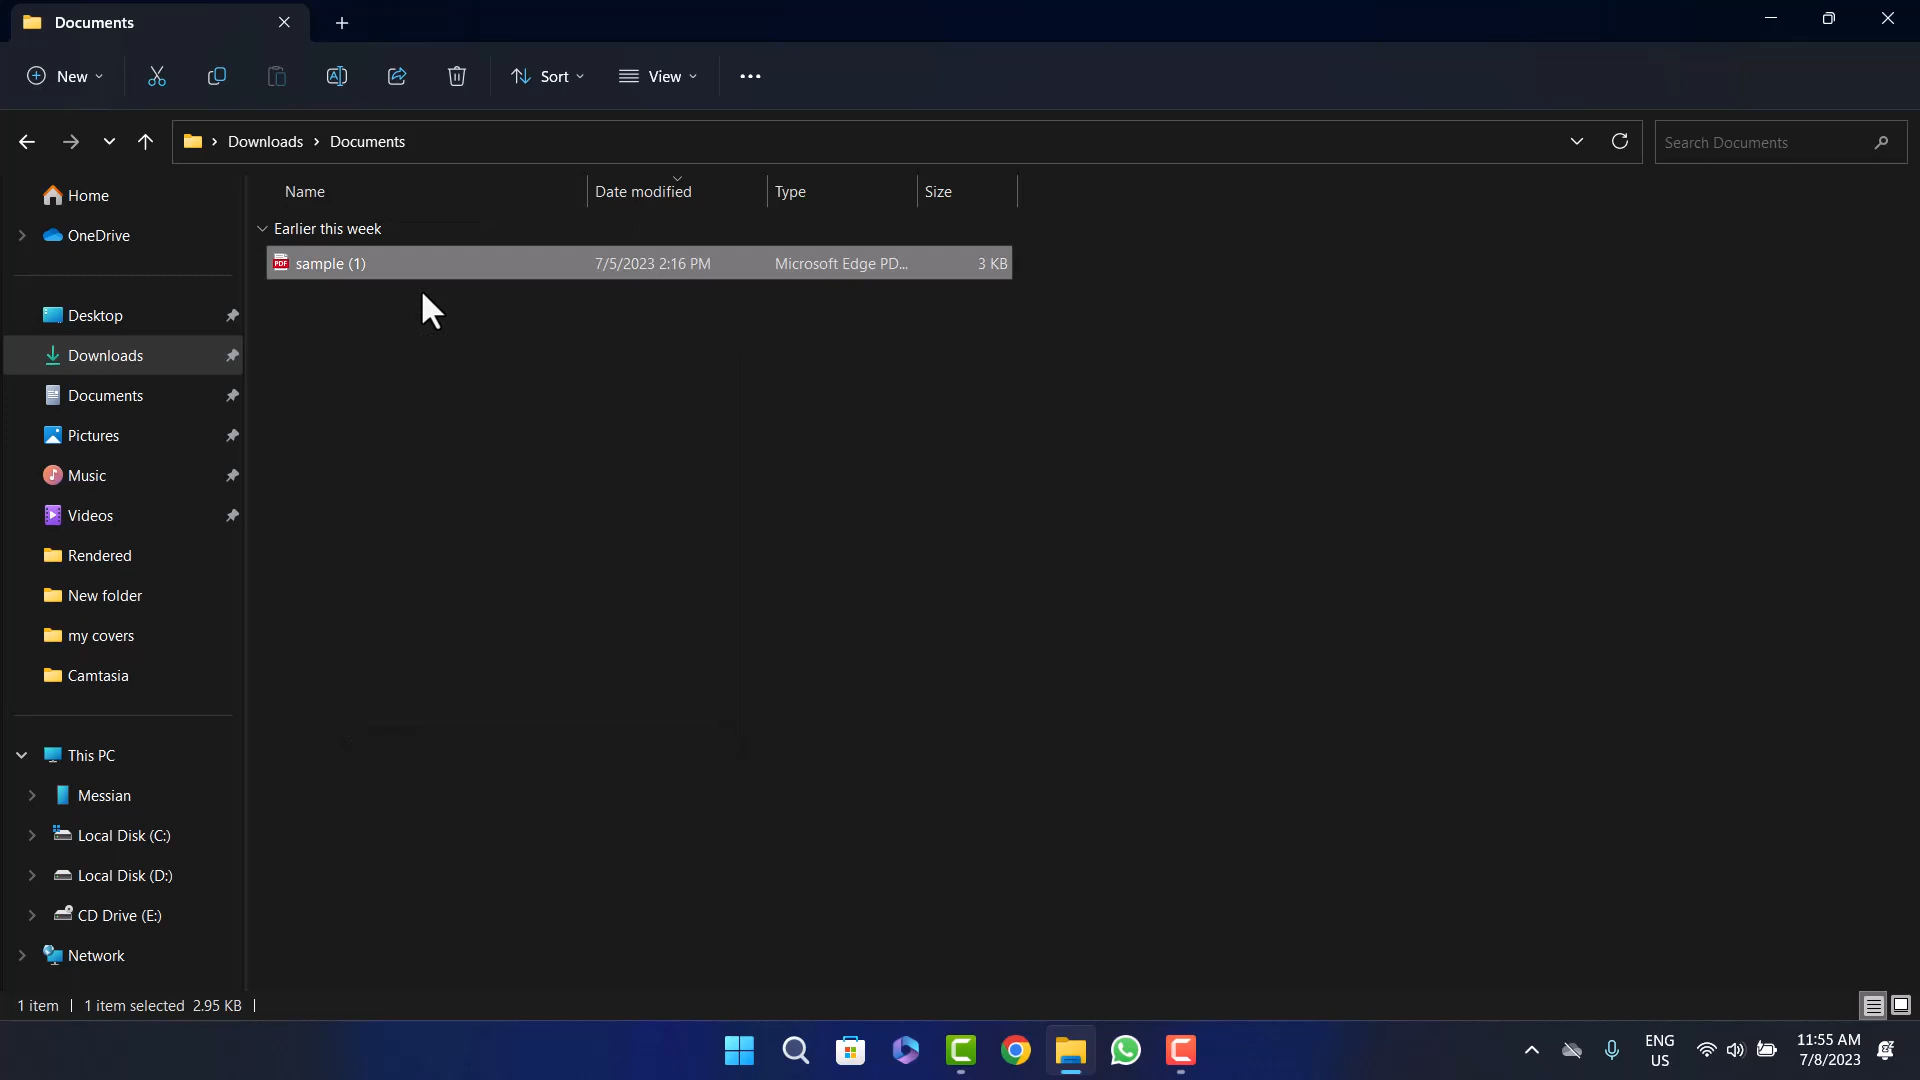 Documents
New
Sort
View
Downloads
Documents
Search Documents
Name
Date modified
Type
Size
Home
OneDrive
Desktop
Downloads
Documents
Pictures
Music
Videos
Rendered
New folder
my covers
Camtasia
This PC
Messian
Local Disk (C:)
Local Disk (D:)
CD Drive (E:)
Network
Earlier this week
PDF sample (1) 7/5/2023 2:16 PM Microsoft Edge PD... 3 KB
1 item 1 item selected 2.95 KB
ENG
US
11:55 AM
7/8/2023